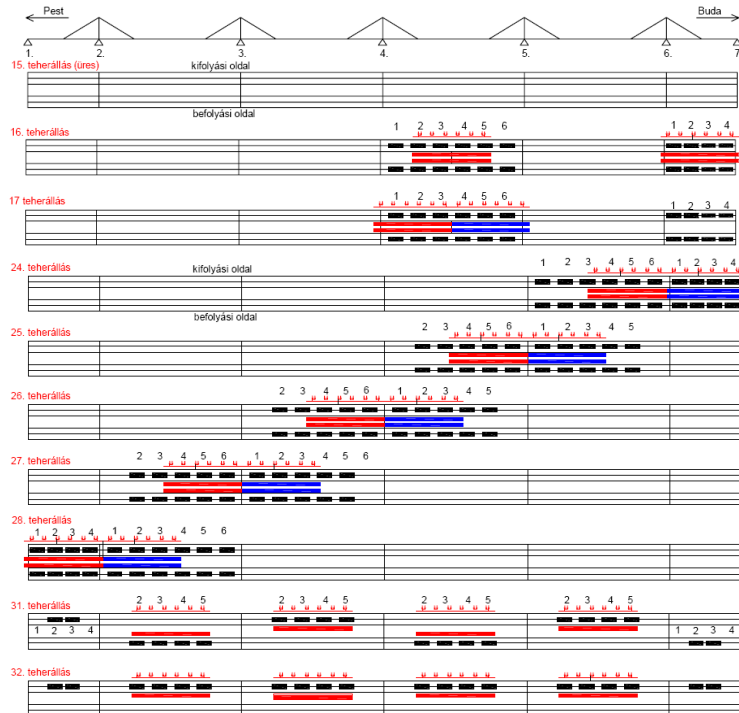 Pest Buda
1. 2. 3. 4. 5. 6. 7.
15. teherállás (üres) kifolyási oldal
befolyási oldal
16. teherállás 1 2 3 4 5 6 1 2 3 4
17 teherállás 1 2 3 4 5 6 1 2 3 4
24. teherállás kifolyási oldal 1 2 3 4 5 6 1 2 3 4
befolyási oldal
25. teherállás 2 3 4 5 6 1 2 3 4 5
26. teherállás 2 3 4 5 6 1 2 3 4 5
27. teherállás 2 3 4 5 6 1 2 3 4 5 6
28. teherállás
1 2 3 4 1 2 3 4 5 6
31. teherállás 2 3 4 5 2 3 4 5 2 3 4 5 2 3 4 5
1 2 3 4 1 2 3 4
32. teherállás